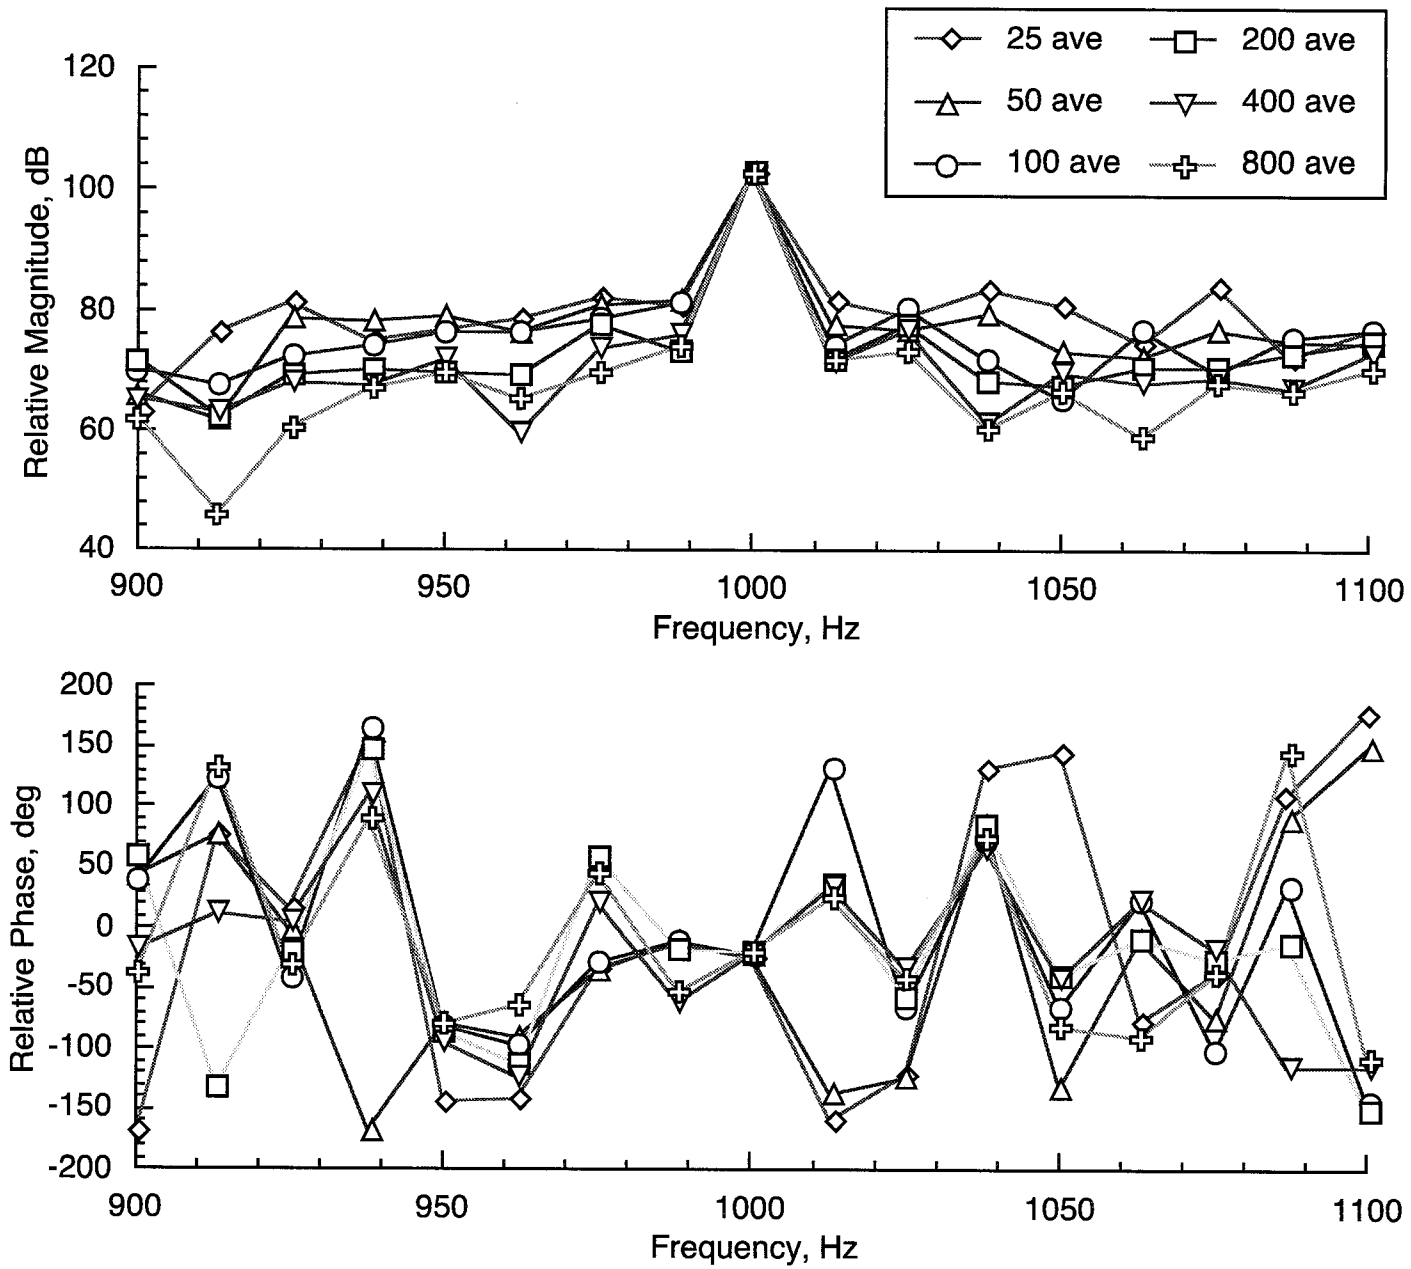 25 ave 200 ave
50 ave 400 ave
100 ave 800 ave
120
100
80
60
40
Relative Magnitude, dB
900 950 1000 1050 1100
Frequency, Hz
200
150
100
50
0
-50
-100
-150
-200
Relative Phase, deg
900 950 1000 1050 1100
Frequency, Hz